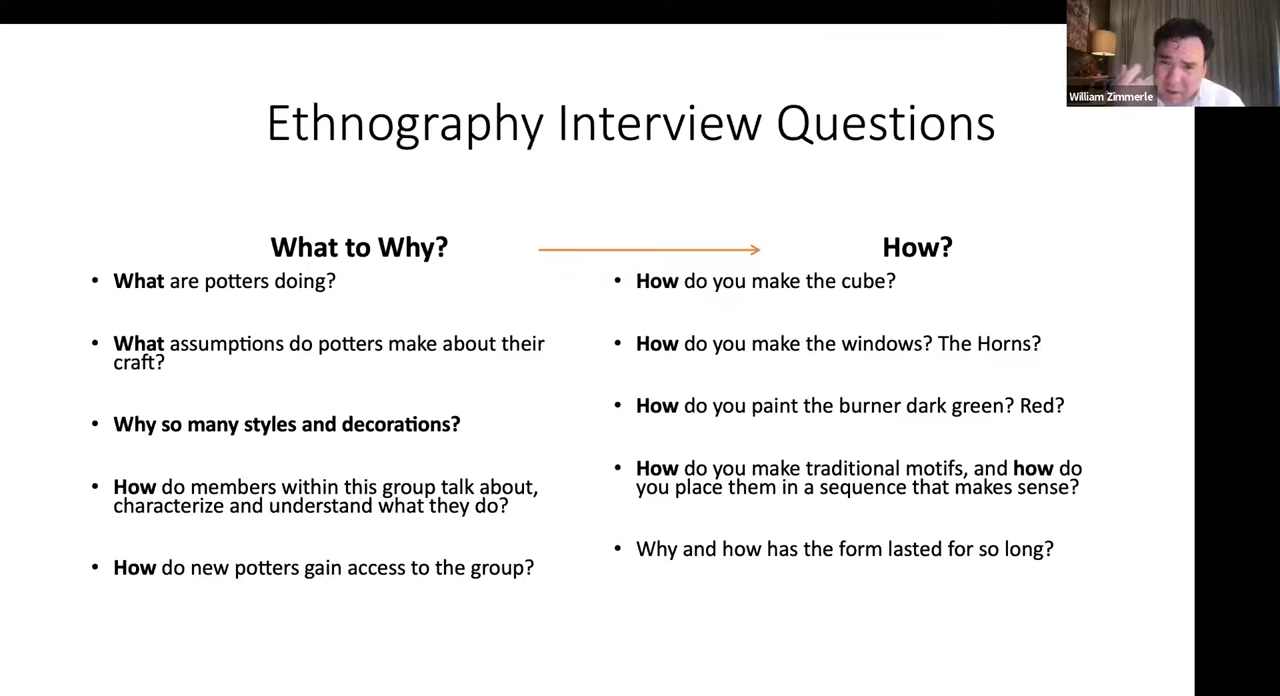 William Zimmerle
Ethnography Interview Questions
What to Why?
• What are potters doing?
• What assumptions do potters make about their
craft?
• Why so many styles and decorations?
• How do members within this group talk about,
characterize and understand what they do?
• How do new potters gain access to the group?
How?
• How do you make the cube?
• How do you make the windows? The Horns?
• How do you paint the burner dark green? Red?
• How do you make traditional motifs, and how do
you place them in a sequence that makes sense?
• Why and how has the form lasted for so long?